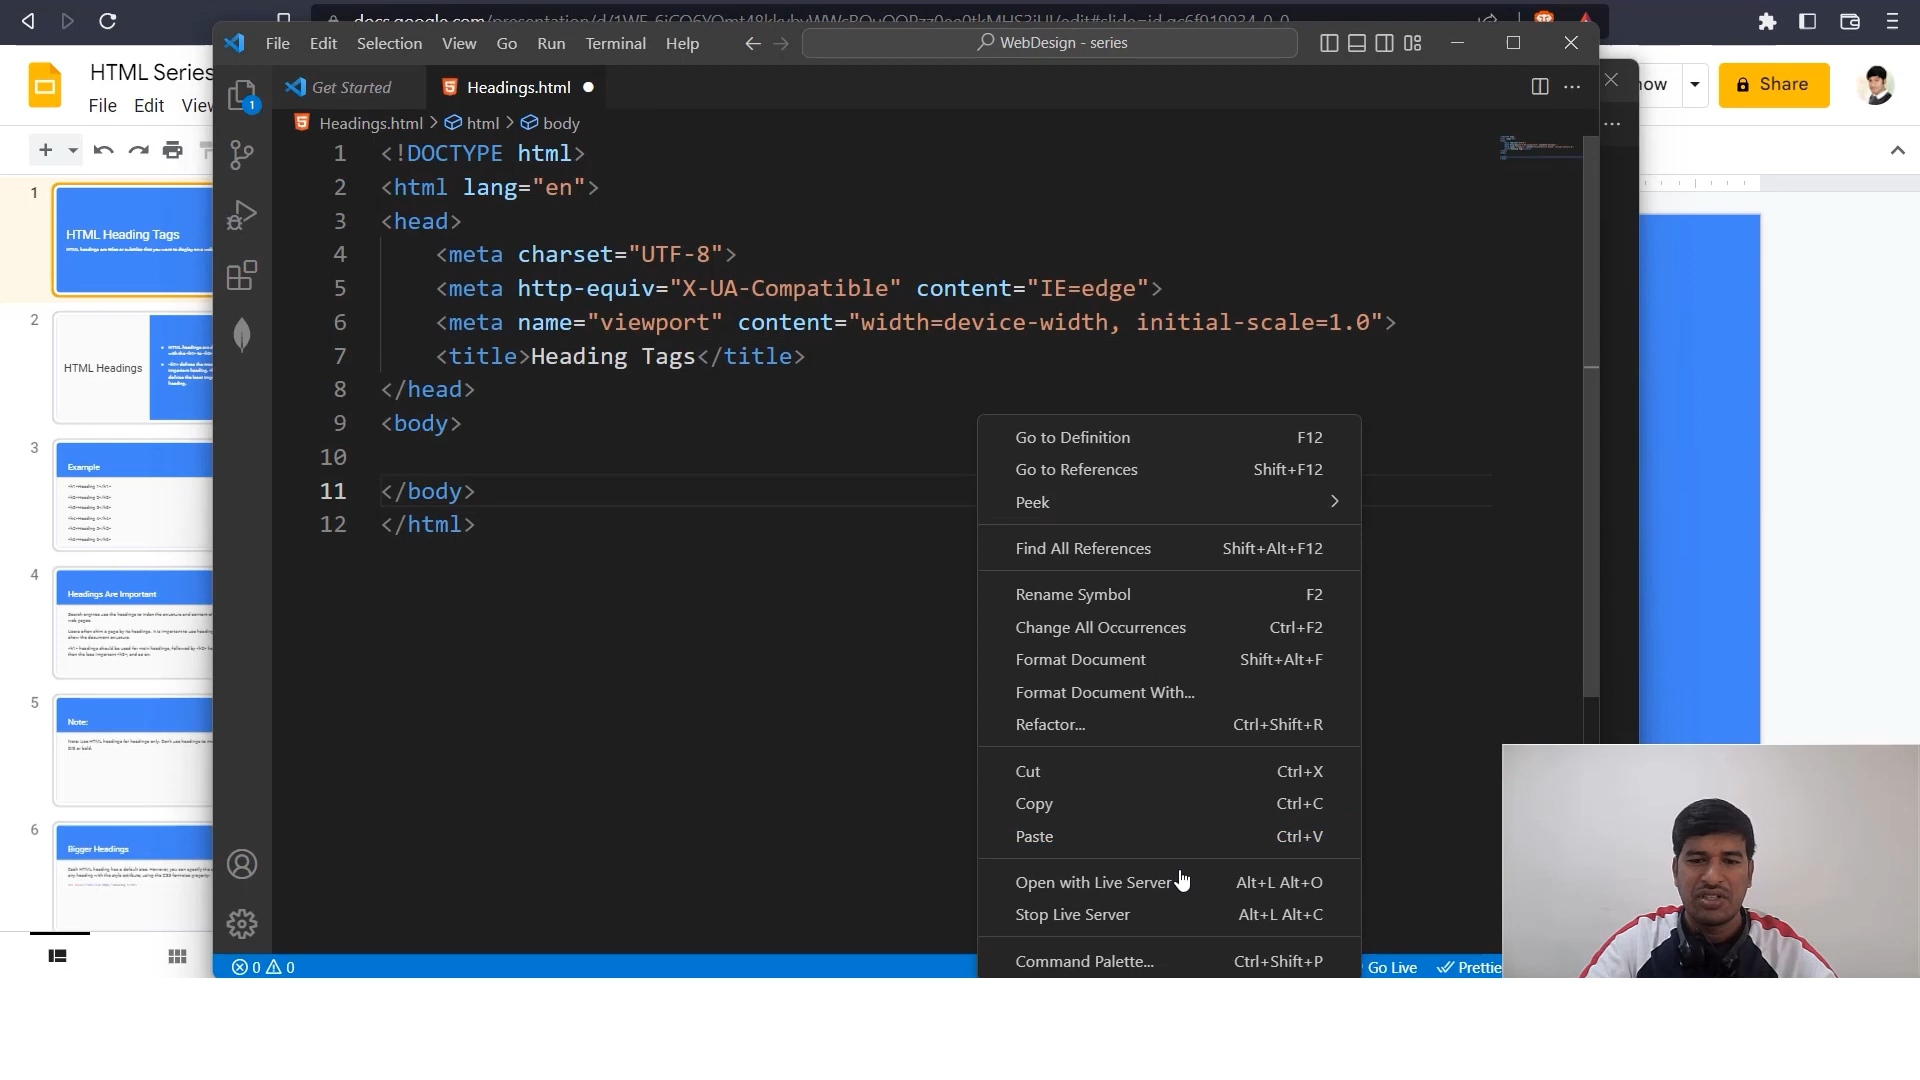 HTML Series
File Edit View
now
Share
File Edit Selection View Go Run Terminal Help
WebDesign - series
Get Started
Headings.html
Headings.html > html > body
1 <!DOCTYPE html>
2 <html lang="en">
3 <head>
4 <meta charset="UTF-8">
5 <meta http-equiv="X-UA-Compatible" content="IE=edge">
6 <meta name="viewport" content="width=device-width, initial-scale=1.0">
7 <title>Heading Tags</title>
8 </head>
9 <body>
10
11 </body>
12 </html>
Go to Definition F12
Go to References Shift+F12
Peek
Find All References Shift+Alt+F12
Rename Symbol F2
Change All Occurrences Ctrl+F2
Format Document Shift+Alt+F
Format Document With...
Refactor... Ctrl+Shift+R
Cut Ctrl+X
Copy Ctrl+C
Paste Ctrl+V
Open with Live Server Alt+L Alt+O
Stop Live Server Alt+L Alt+C
Command Palette... Ctrl+Shift+P
0 0
Go Live
Prettie
1
1
HTML Heading Tags
2
HTML Headings
3
Example
4
Headings Are Important
5
Note:
6
Bigger Headings